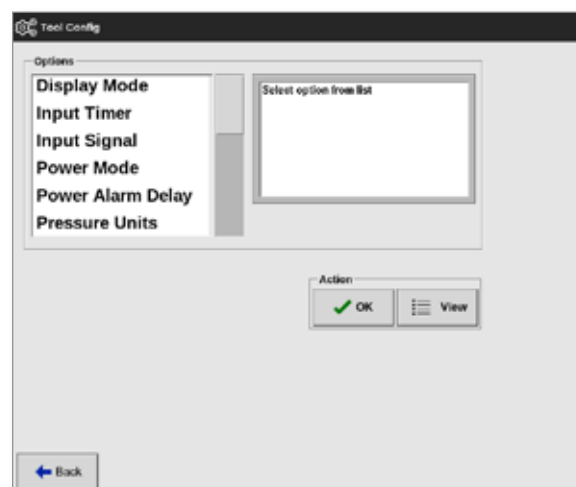 Tool Config
Options
Display Mode
Input Timer
Input Signal
Power Mode
Power Alarm Delay
Pressure Units
Select option from list
Action
OK
View
Back